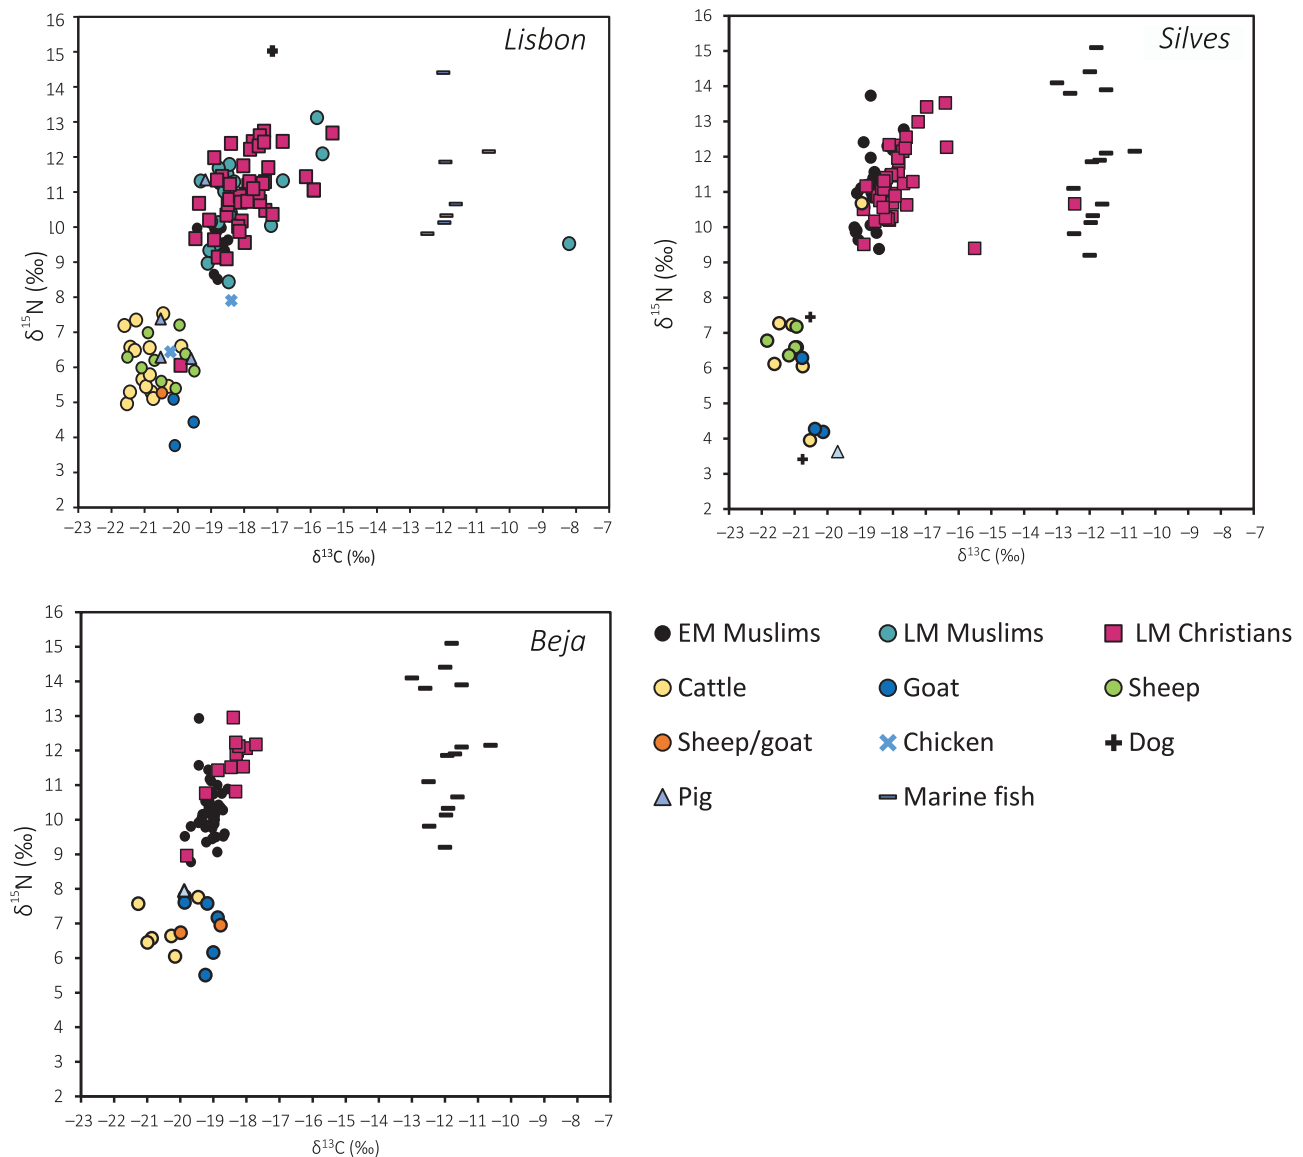 Lisbon
16
15
14
13
12
11
10
9
8
7
6
5
4
3
2
δ15N (‰)
−23 −22 −21 −20 −19 −18 −17 −16 −15 −14 −13 −12 −11 −10 −9 −8 −7
δ13C (‰)
Silves
16
15
14
13
12
11
10
9
8
7
6
5
4
3
2
δ15N (‰)
−23 −22 −21 −20 −19 −18 −17 −16 −15 −14 −13 −12 −11 −10 −9 −8 −7
δ13C (‰)
Beja
16
15
14
13
12
11
10
9
8
7
6
5
4
3
2
δ15N (‰)
−23 −22 −21 −20 −19 −18 −17 −16 −15 −14 −13 −12 −11 −10 −9 −8 −7
δ13C (‰)
EM Muslims LM Muslims LM Christians
Cattle Goat Sheep
Sheep/goat Chicken Dog
Pig Marine fish